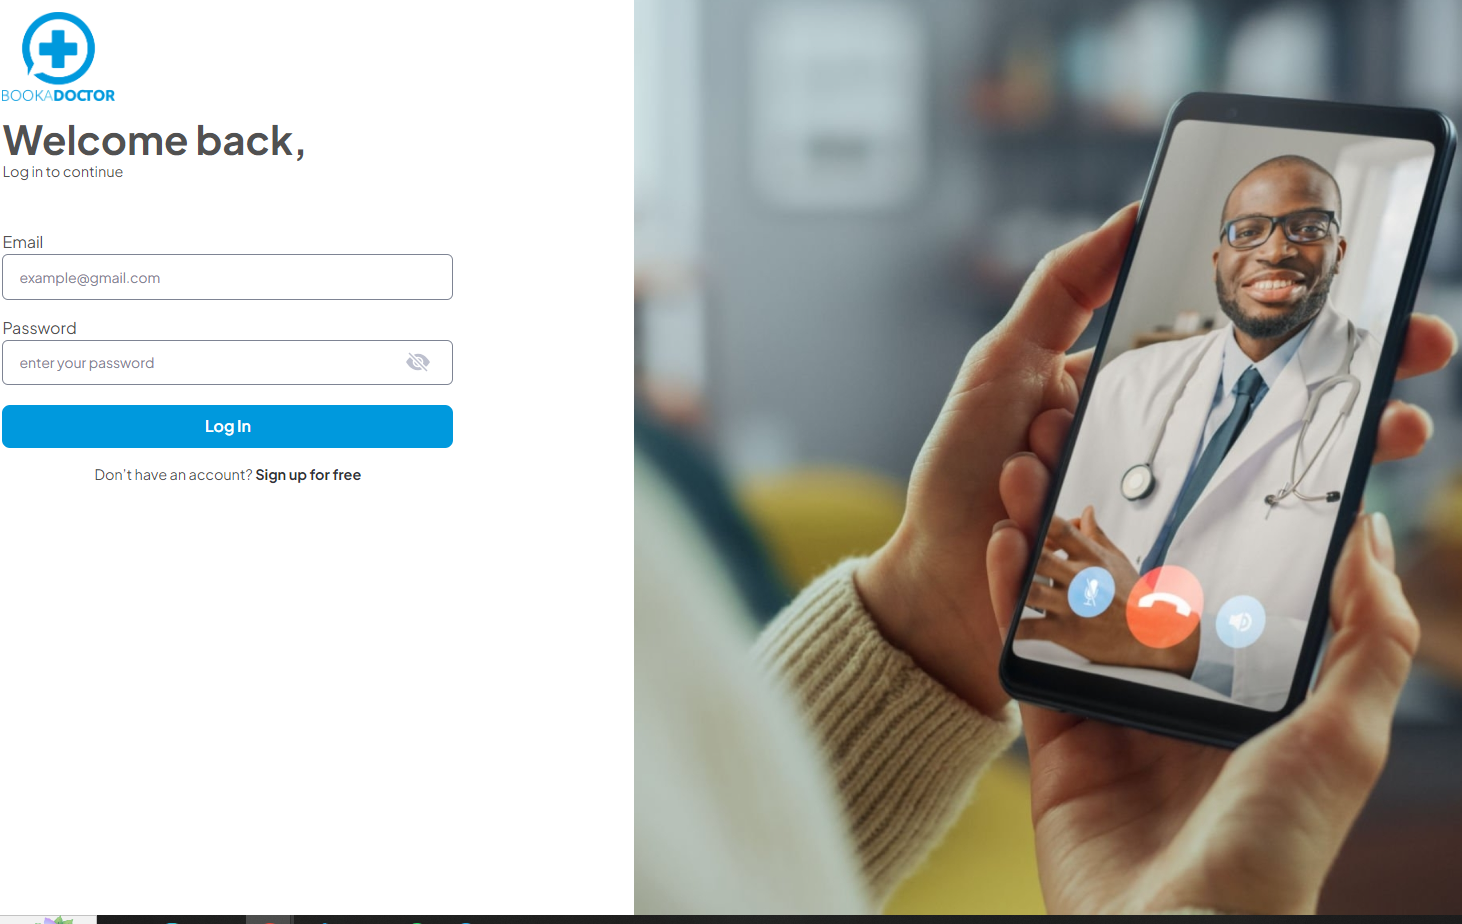 BOOKADOCTOR
Welcome back,
Log in to continue
Email
example@gmail.com
Password
enter your password
Log In
Don't have an account? Sign up for free